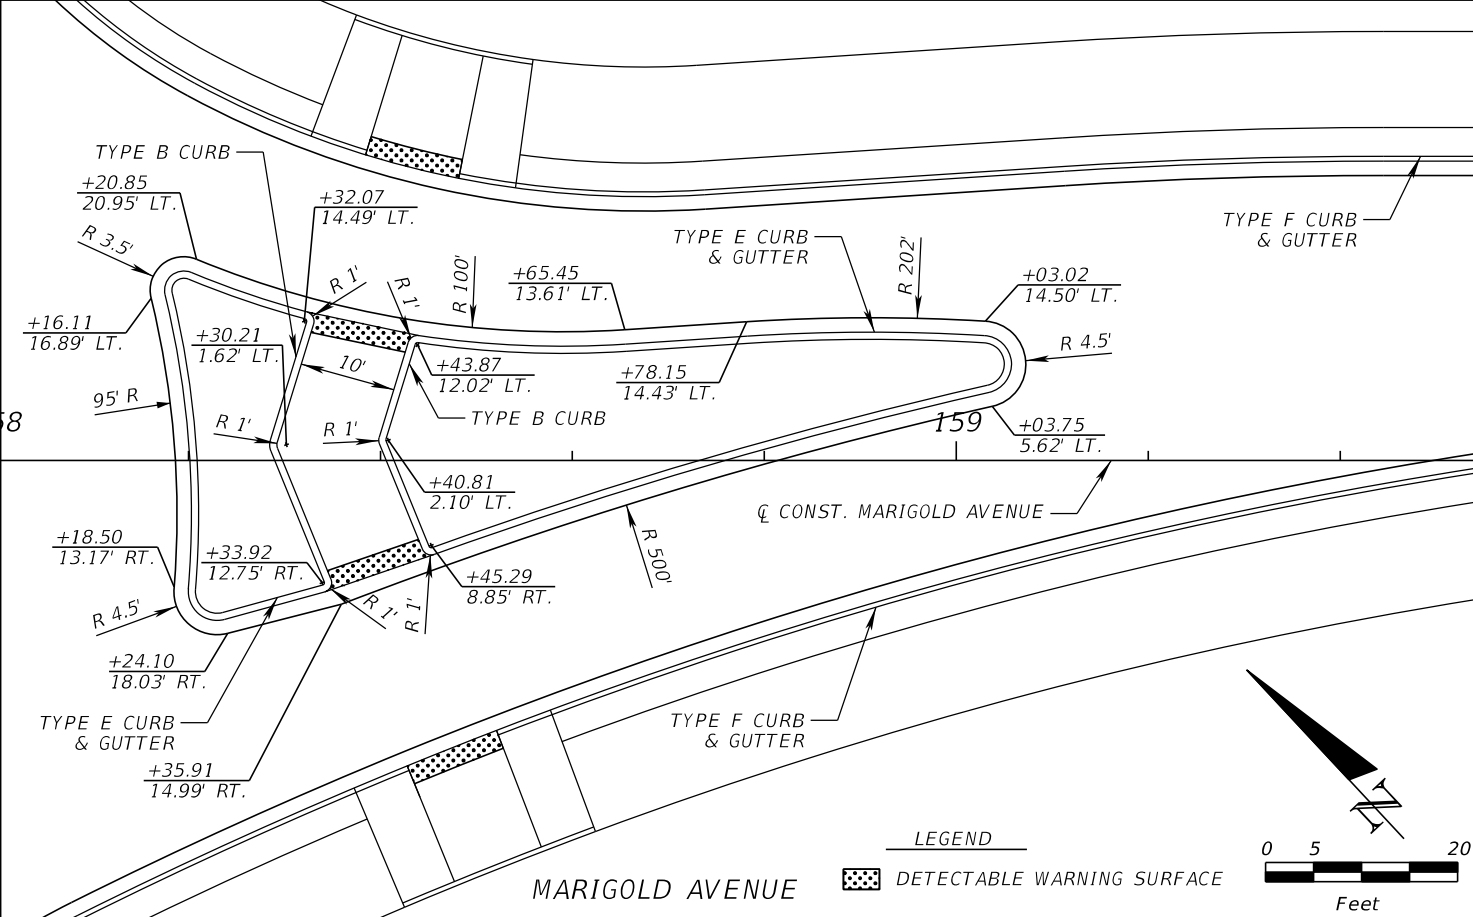 TYPE B CURB
+20.85
20.95' LT.
+32.07
14.49' LT.
R 3.5'
R 1'
R 1'
R 100'
TYPE E CURB
& GUTTER
R 202'
TYPE F CURB
& GUTTER
+65.45
13.61' LT.
+03.02
14.50' LT.
+16.11
16.89' LT.
+30.21
1.62' LT.
10'
+43.87
12.02' LT.
+78.15
14.43' LT.
R 4.5'
95' R
R 1'
R 1'
TYPE B CURB
159
+03.75
5.62' LT.
+40.81
2.10' LT.
℄ CONST. MARIGOLD AVENUE
+18.50
13.17' RT.
+33.92
12.75' RT.
R 500'
+45.29
8.85' RT.
R 4.5'
R 1'
R 1'
+24.10
18.03' RT.
TYPE E CURB
& GUTTER
TYPE F CURB
& GUTTER
+35.91
14.99' RT.
N
LEGEND
DETECTABLE WARNING SURFACE
MARIGOLD AVENUE
0 5 20
Feet